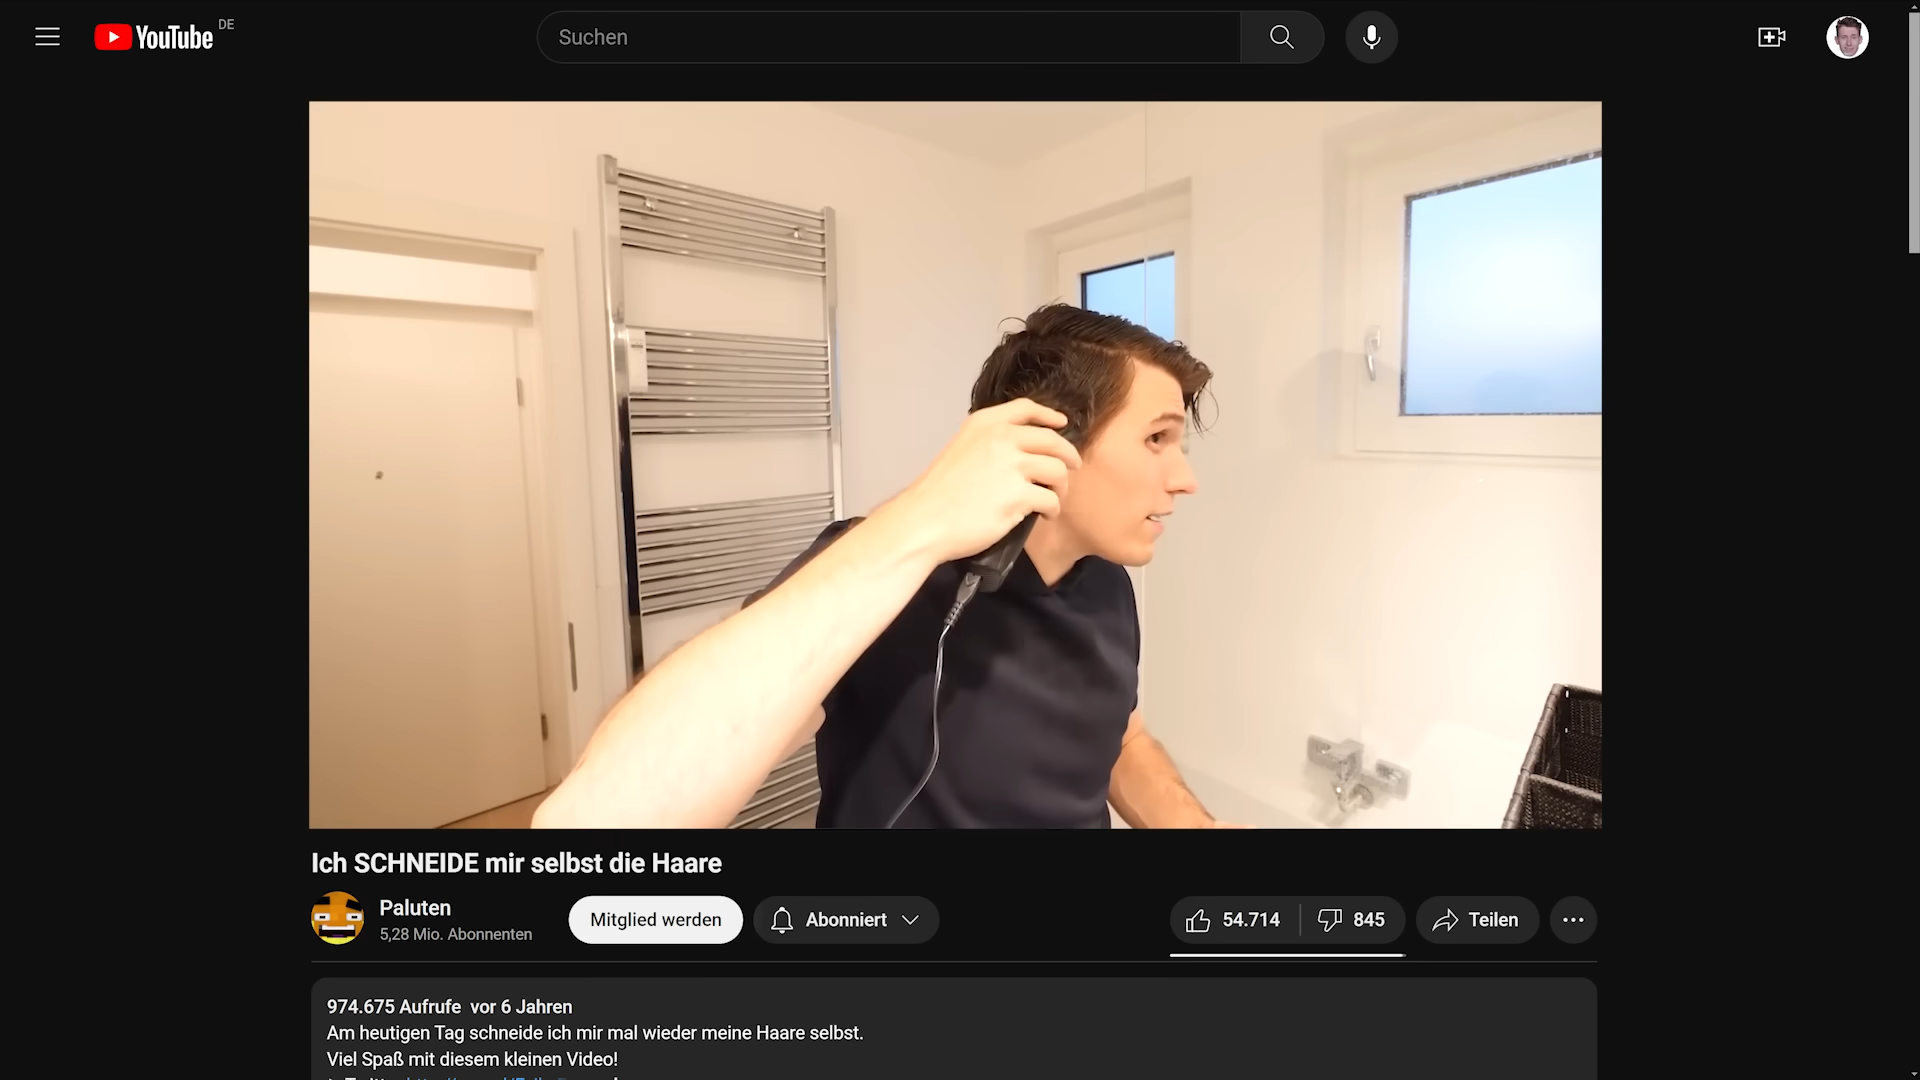 YouTube DE
Suchen
Ich SCHNEIDE mir selbst die Haare
Paluten
5,28 Mio. Abonnenten
Mitglied werden
Abonniert
54.714
845
Teilen
974.675 Aufrufe vor 6 Jahren
Am heutigen Tag schneide ich mir mal wieder meine Haare selbst.
Viel Spaß mit diesem kleinen Video!